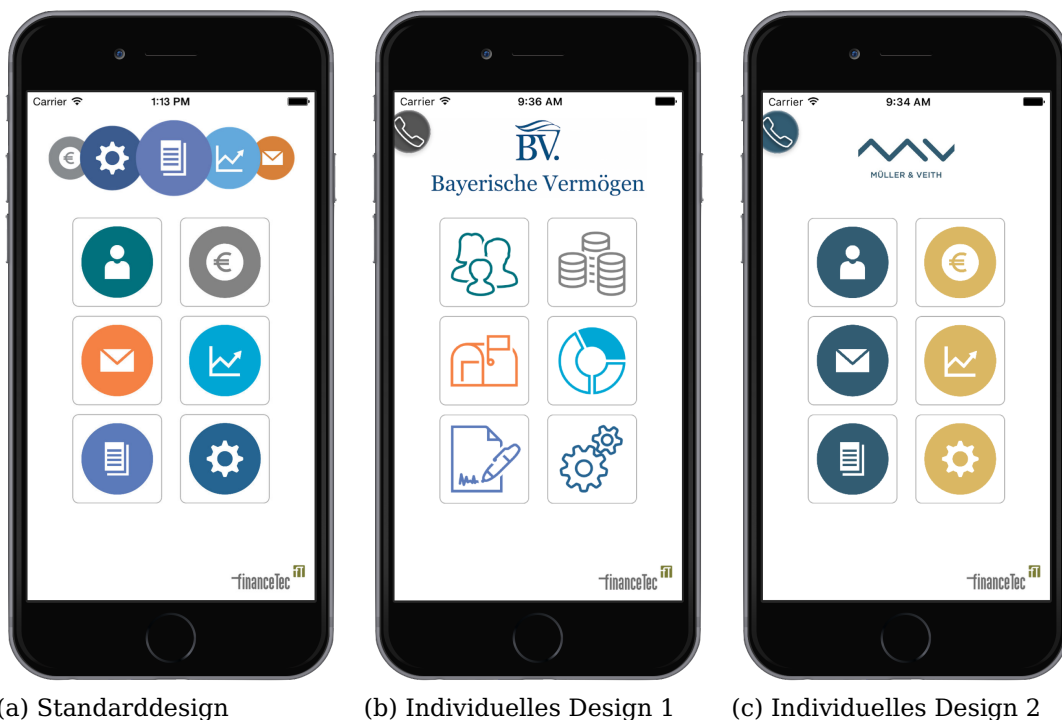 Carrier 1:13 PM
€
€
financeTec
Carrier 9:36 AM
BV.
Bayerische Vermögen
financeTec
Carrier 9:34 AM
MÜLLER & VEITH
€
financeTec
(a) Standarddesign
(b) Individuelles Design 1
(c) Individuelles Design 2